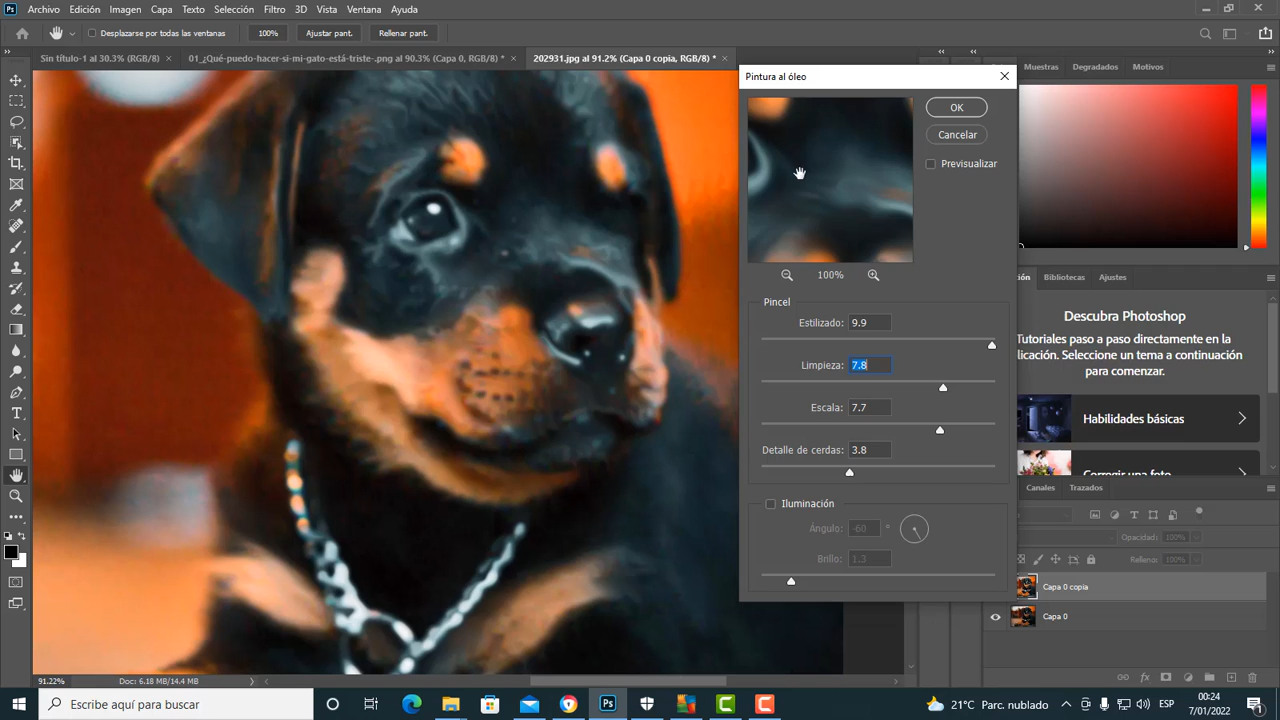 Ps Archivo Edición Imagen Capa Texto Selección Filtro 3D Vista Ventana Ayuda
Desplazarse por todas las ventanas 100% Ajustar pant. Rellenar pant.
Sin título-1 al 30.3% (RGB/8) × 01_¿Qué-puedo-hacer-si-mi-gato-está-triste-.png al 90.3% (Capa 0, RGB/8) * × 202931.jpg al 91.2% (Capa 0 copia, RGB/8) * ×
Muestras Degradados Motivos
Pintura al óleo
OK
Cancelar
Previsualizar
100%
Pincel
Estilizado: 9.9
Limpieza: 7.8
Escala: 7.7
Detalle de cerdas: 3.8
Iluminación
Ángulo: -60 °
Brillo: 1.3
ción Bibliotecas Ajustes
Descubra Photoshop
Tutoriales paso a paso directamente en la
licación. Seleccione un tema a continuación
para comenzar.
Habilidades básicas
Corregir una foto
Canales Trazados
Opacidad: 100%
Relleno: 100%
Capa 0 copia
Capa 0
fx
91.22% Doc: 6.18 MB/14.4 MB
Escribe aquí para buscar
Ps
21°C Parc. nublado
ESP
00:24
7/01/2022